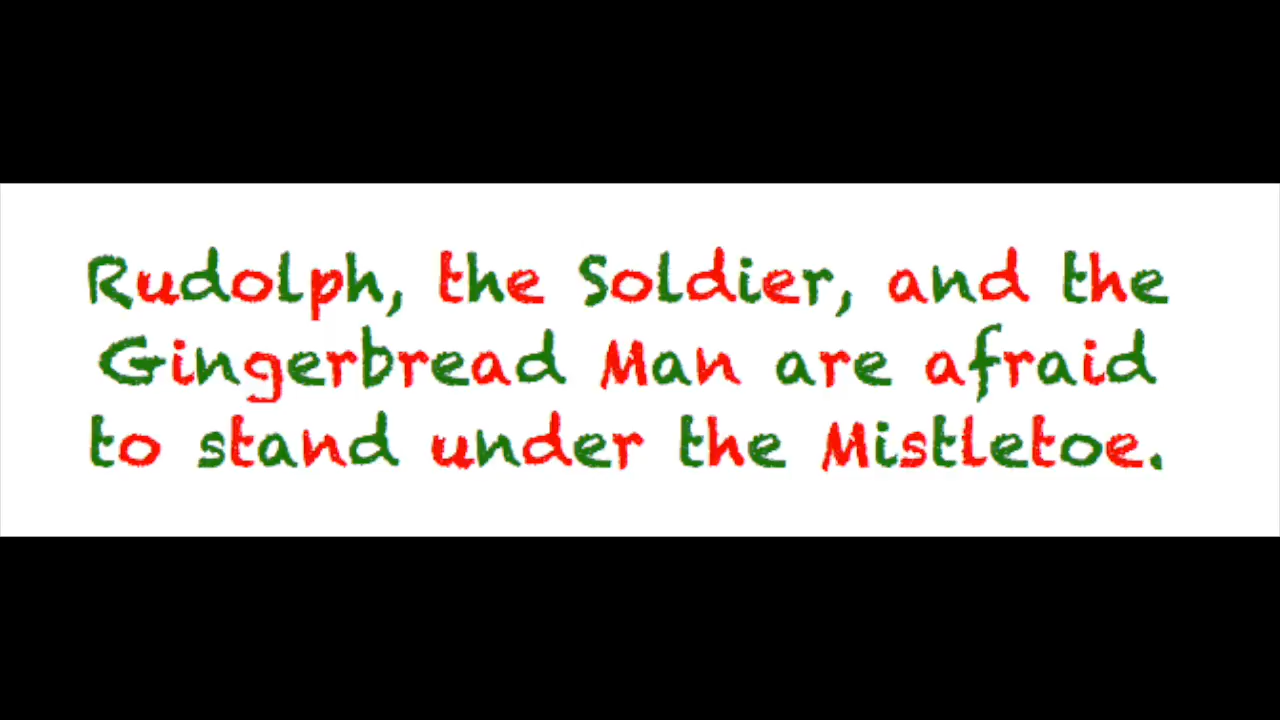 Rudolph, the Soldier, and the
Gingerbread Man are afraid
to stand under the Mistletoe.